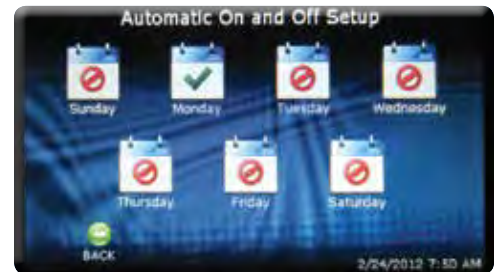 Automatic On and Off Setup
Sunday Monday Tuesday Wednesday
Thursday Friday Saturday
BACK
2/24/2012 7:50 AM